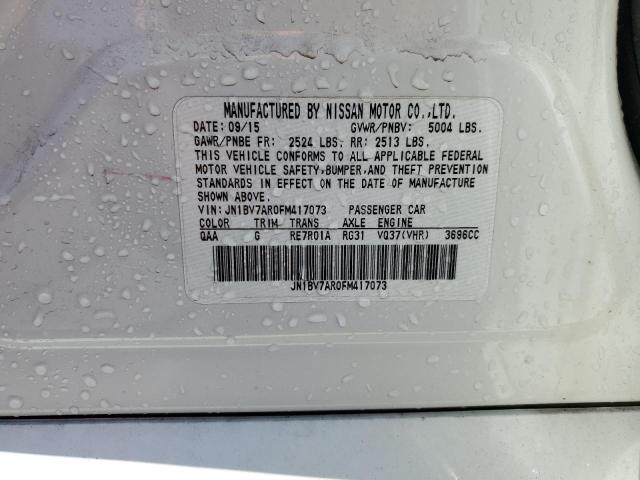 MANUFACTURED BY NISSAN MOTOR CO.,LTD.
DATE: 09/15 GVWR/PNBV: 5004 LBS.
GAWR/PNBE FR: 2524 LBS. RR: 2513 LBS.
THIS VEHICLE CONFORMS TO ALL APPLICABLE FEDERAL
MOTOR VEHICLE SAFETY,BUMPER,AND THEFT PREVENTION
STANDARDS IN EFFECT ON THE DATE OF MANUFACTURE
SHOWN ABOVE.
VIN: JN1BV7AR0FM417073 PASSENGER CAR
COLOR TRIM TRANS AXLE ENGINE
QAA G RE7R01A RG31 VQ37(VHR) 3696CC
JN1BV7AR0FM417073